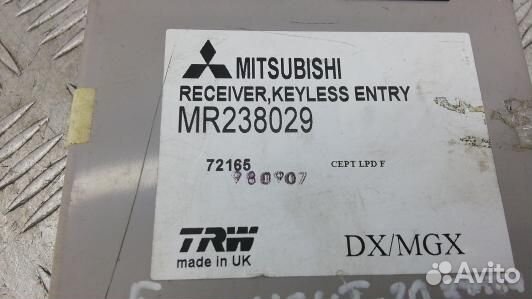 MITSUBISHI
RECEIVER,KEYLESS ENTRY
MR238029
72165 CEPT LPD F
980907
TRW DX/MGX
made in UK
Avito